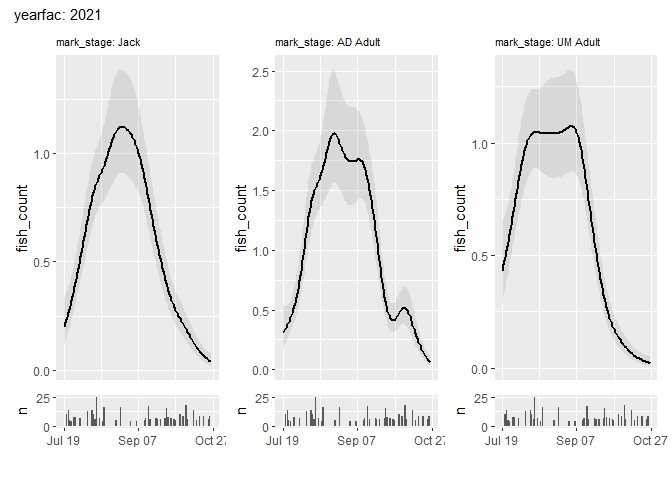 yearfac: 2021
mark_stage: Jack
mark_stage: AD Adult
mark_stage: UM Adult
fish_count
1.0
0.5
0.0
fish_count
2.5
2.0
1.5
1.0
0.5
0.0
fish_count
1.0
0.5
0.0
n
25
0
n
25
0
n
25
0
Jul 19
Sep 07
Oct 27
Jul 19
Sep 07
Oct 27
Jul 19
Sep 07
Oct 27